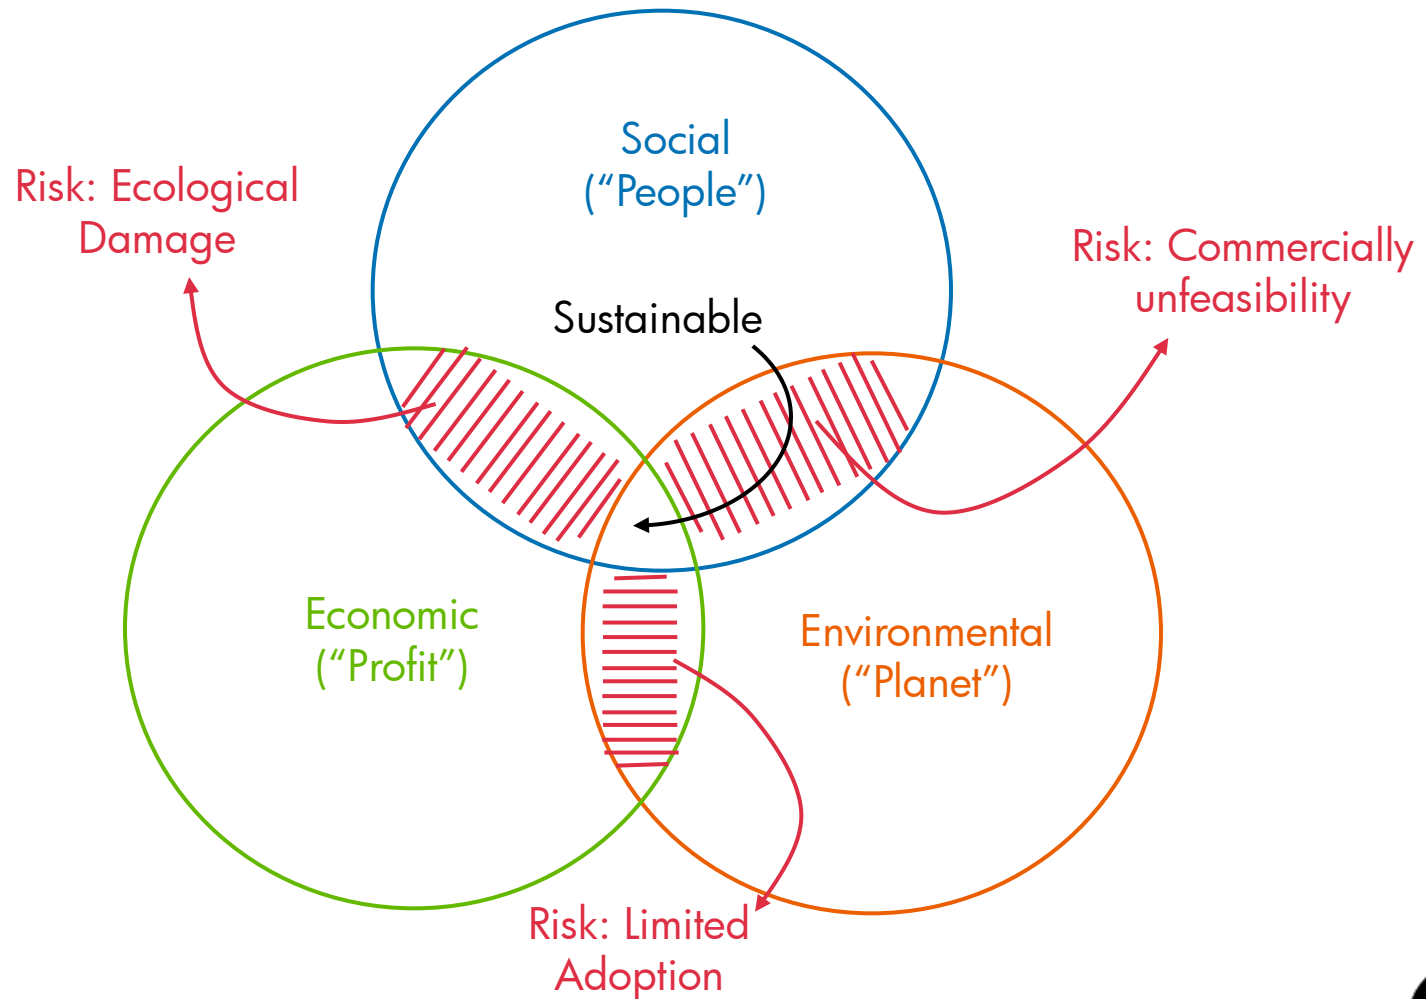 Social
(“People”)
Risk: Ecological
Damage
Risk: Commercially
unfeasibility
Sustainable
Economic
(“Profit”)
Environmental
(“Planet”)
Risk: Limited
Adoption